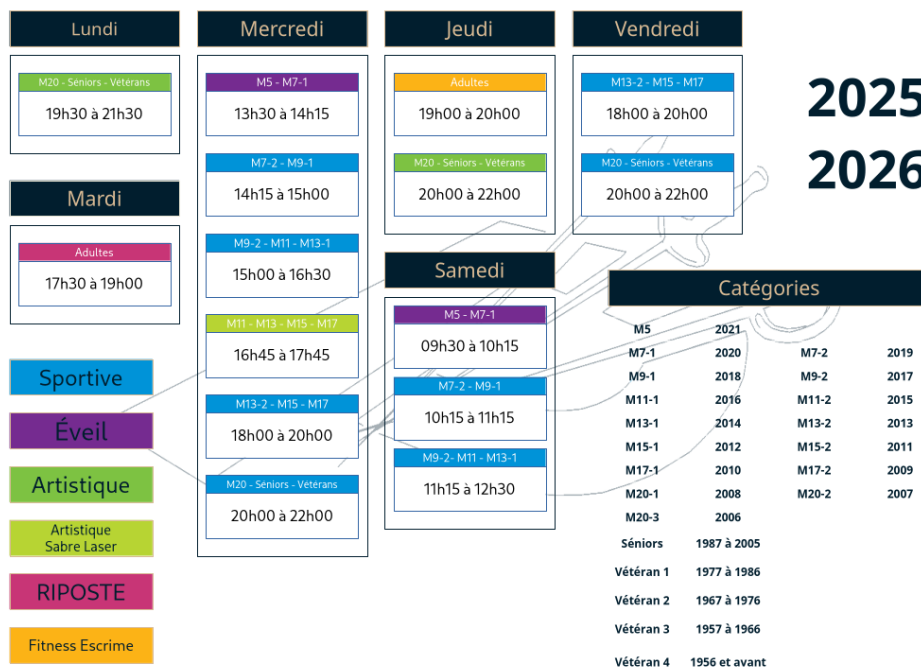 Lundi
M20 - Séniors - Vétérans
19h30 à 21h30
Mardi
Adultes
17h30 à 19h00
Mercredi
M5 - M7-1
13h30 à 14h15
M7-2 - M9-1
14h15 à 15h00
M9-2 - M11 - M13-1
15h00 à 16h30
M11 - M13 - M15 - M17
16h45 à 17h45
M13-2 - M15 - M17
18h00 à 20h00
M20 - Séniors - Vétérans
20h00 à 22h00
Jeudi
Adultes
19h00 à 20h00
M20 - Séniors - Vétérans
20h00 à 22h00
Vendredi
M13-2 - M15 - M17
18h00 à 20h00
M20 - Séniors - Vétérans
20h00 à 22h00
Samedi
M5 - M7-1
09h30 à 10h15
M7-2 - M9-1
10h15 à 11h15
M9-2- M11 - M13-1
11h15 à 12h30
2025
2026
Sportive
Éveil
Artistique
Artistique
Sabre Laser
RIPOSTE
Fitness Escrime
Catégories
M5 2021
M7-1 2020 M7-2 2019
M9-1 2018 M9-2 2017
M11-1 2016 M11-2 2015
M13-1 2014 M13-2 2013
M15-1 2012 M15-2 2011
M17-1 2010 M17-2 2009
M20-1 2008 M20-2 2007
M20-3 2006
Séniors 1987 à 2005
Vétéran 1 1977 à 1986
Vétéran 2 1967 à 1976
Vétéran 3 1957 à 1966
Vétéran 4 1956 et avant